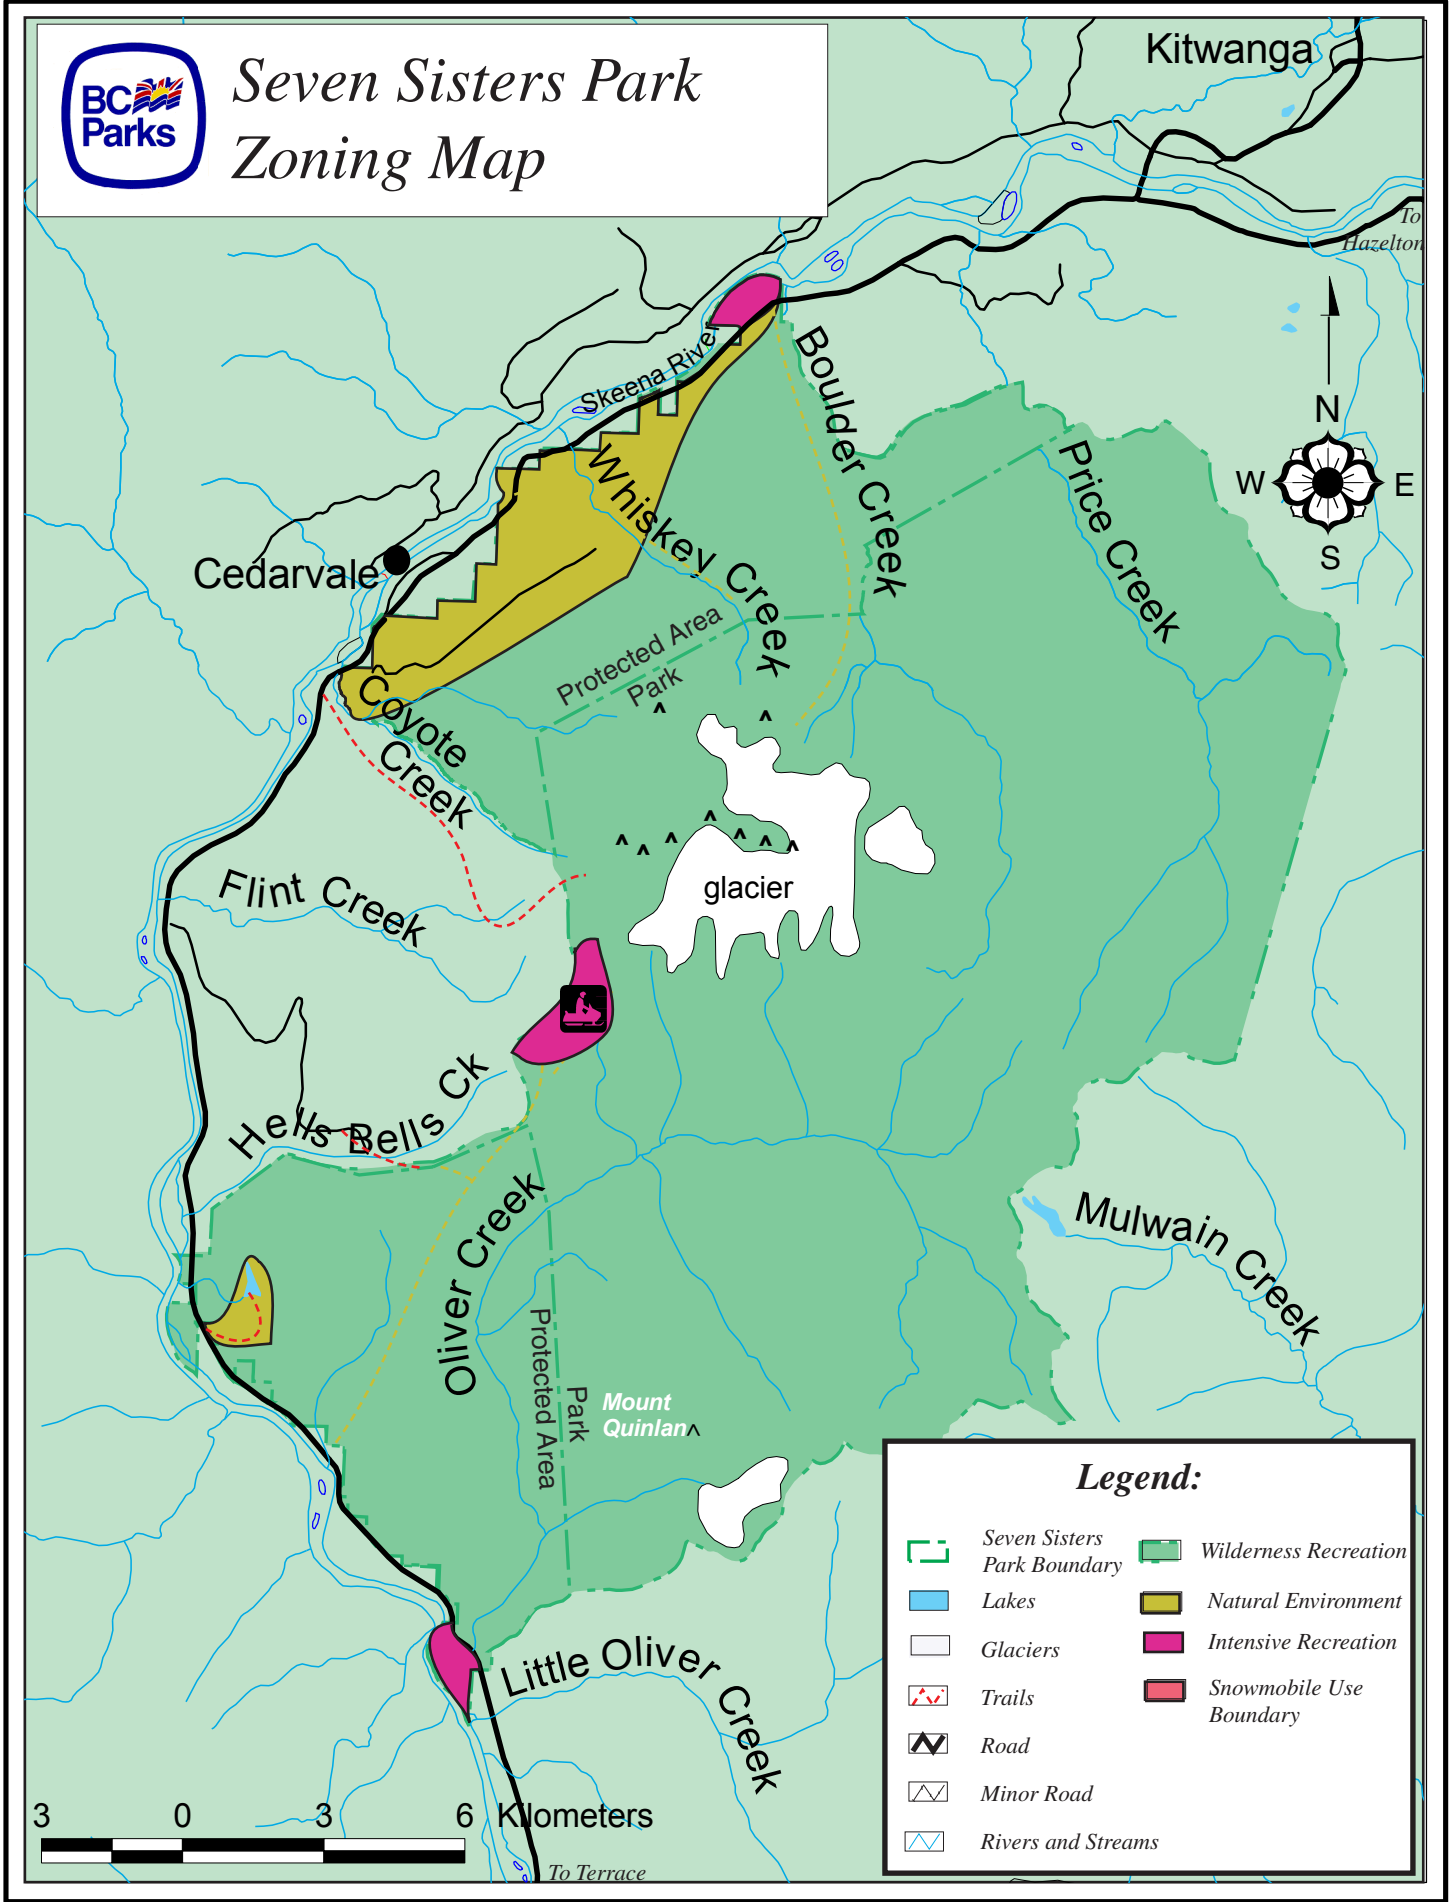 BC
Parks
Seven Sisters Park
Zoning Map
Kitwanga
To
Hazelton
N
W
E
S
Skeena River
Boulder Creek
Price Creek
Whiskey Creek
Cedarvale
Protected Area
Park
Coyote
Creek
glacier
Flint Creek
Hells Bells Ck
Oliver Creek
Mulwain Creek
Protected Area
Park
Mount
Quinlan
Little Oliver Creek
Legend:
Seven Sisters
Park Boundary
Lakes
Glaciers
Trails
Road
Minor Road
Rivers and Streams
Wilderness Recreation
Natural Environment
Intensive Recreation
Snowmobile Use
Boundary
3 0 3 6 Kilometers
To Terrace